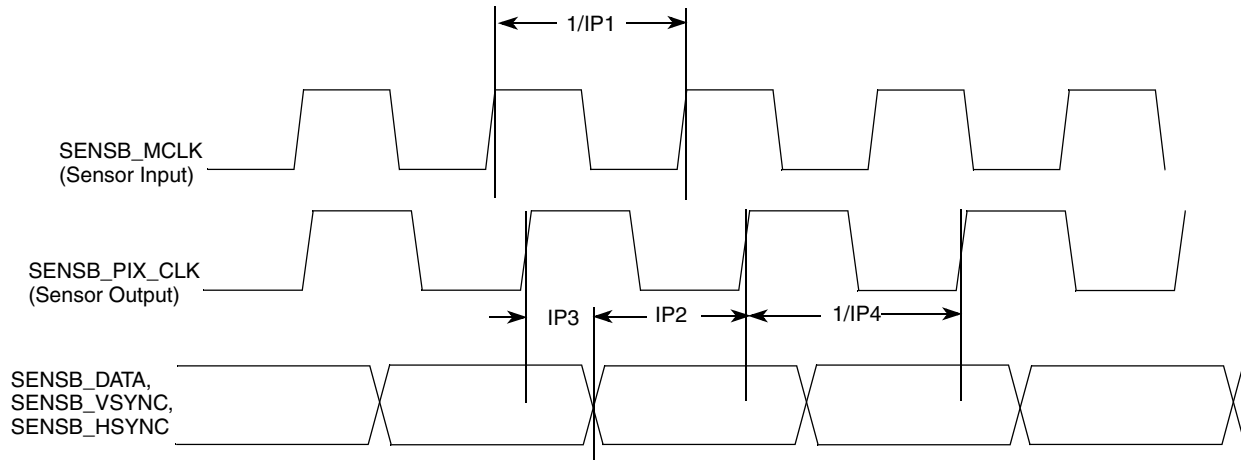 1/IP1
SENSB_MCLK
(Sensor Input)
SENSB_PIX_CLK
(Sensor Output)
IP3
IP2
1/IP4
SENSB_DATA,
SENSB_VSYNC,
SENSB_HSYNC